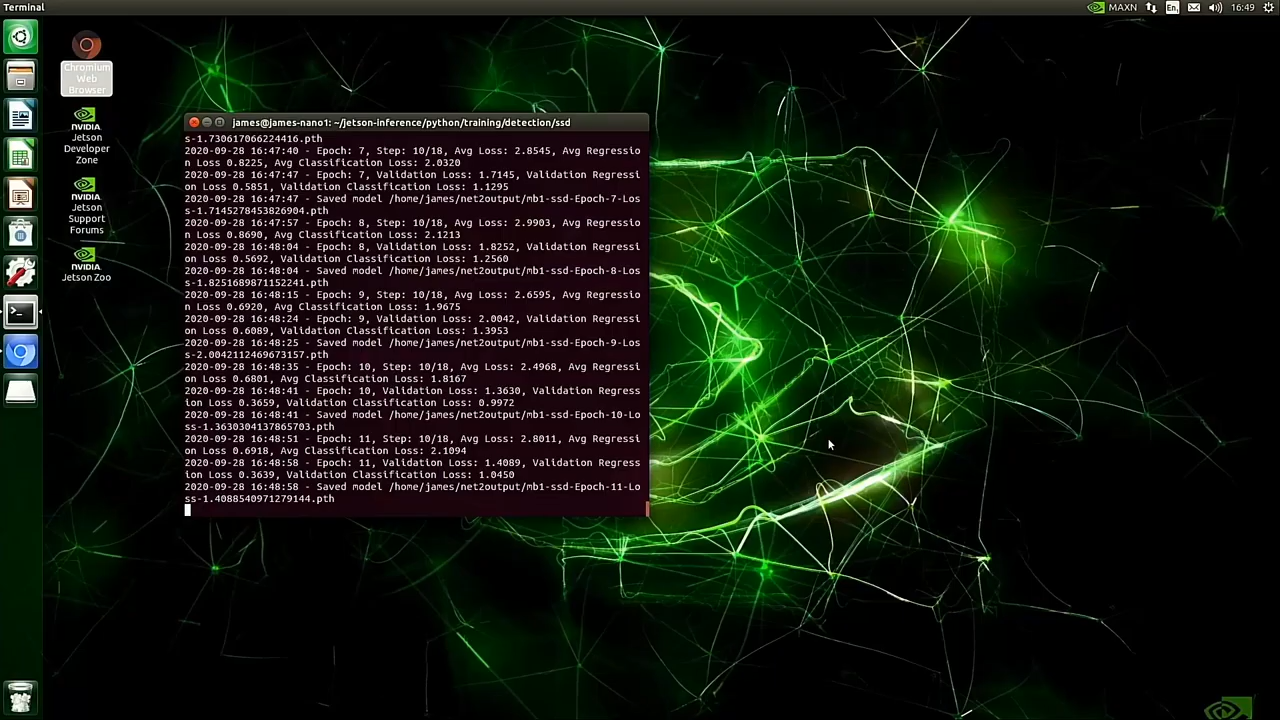 Terminal
MAXN
En
16:49
Chromium
Web
Browser
NVIDIA
Jetson
Developer
Zone
NVIDIA
Jetson
Support
Forums
NVIDIA
Jetson Zoo
james@james-nano1: ~/jetson-inference/python/training/detection/ssd
s-1.730617066224416.pth
2020-09-28 16:47:40 - Epoch: 7, Step: 10/18, Avg Loss: 2.8545, Avg Regressio
n Loss 0.8225, Avg Classification Loss: 2.0320
2020-09-28 16:47:47 - Epoch: 7, Validation Loss: 1.7145, Validation Regressi
on Loss 0.5851, Validation Classification Loss: 1.1295
2020-09-28 16:47:47 - Saved model /home/james/net2output/mb1-ssd-Epoch-7-Los
s-1.7145278453826904.pth
2020-09-28 16:47:57 - Epoch: 8, Step: 10/18, Avg Loss: 2.9903, Avg Regressio
n Loss 0.8690, Avg Classification Loss: 2.1213
2020-09-28 16:48:04 - Epoch: 8, Validation Loss: 1.8252, Validation Regressi
on Loss 0.5692, Validation Classification Loss: 1.2560
2020-09-28 16:48:04 - Saved model /home/james/net2output/mb1-ssd-Epoch-8-Los
s-1.8251689871152241.pth
2020-09-28 16:48:15 - Epoch: 9, Step: 10/18, Avg Loss: 2.6595, Avg Regressio
n Loss 0.6920, Avg Classification Loss: 1.9675
2020-09-28 16:48:24 - Epoch: 9, Validation Loss: 2.0042, Validation Regressi
on Loss 0.6089, Validation Classification Loss: 1.3953
2020-09-28 16:48:25 - Saved model /home/james/net2output/mb1-ssd-Epoch-9-Los
s-2.0042112469673157.pth
2020-09-28 16:48:35 - Epoch: 10, Step: 10/18, Avg Loss: 2.4968, Avg Regressi
on Loss 0.6801, Avg Classification Loss: 1.8167
2020-09-28 16:48:41 - Epoch: 10, Validation Loss: 1.3630, Validation Regress
ion Loss 0.3659, Validation Classification Loss: 0.9972
2020-09-28 16:48:41 - Saved model /home/james/net2output/mb1-ssd-Epoch-10-Lo
ss-1.3630304137865703.pth
2020-09-28 16:48:51 - Epoch: 11, Step: 10/18, Avg Loss: 2.8011, Avg Regressi
on Loss 0.6918, Avg Classification Loss: 2.1094
2020-09-28 16:48:58 - Epoch: 11, Validation Loss: 1.4089, Validation Regress
ion Loss 0.3639, Validation Classification Loss: 1.0450
2020-09-28 16:48:58 - Saved model /home/james/net2output/mb1-ssd-Epoch-11-Lo
ss-1.4088540971279144.pth